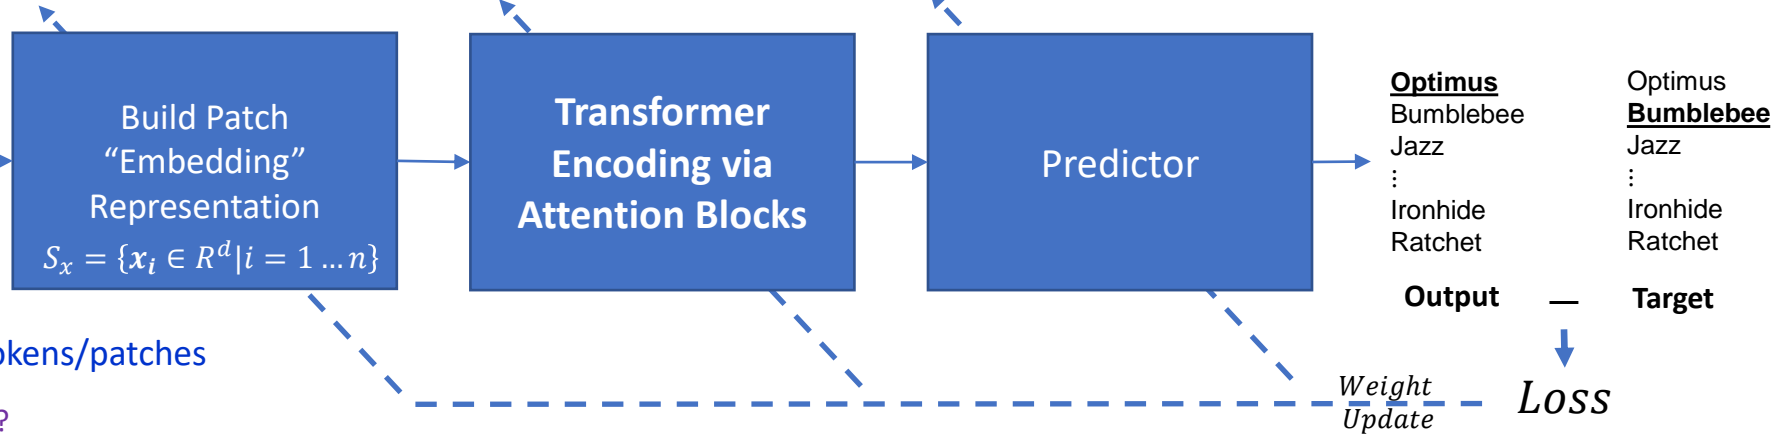 Build Patch
“Embedding”
Representation
S_x = {x_i ∈ R^d|i = 1 … n}
Transformer
Encoding via
Attention Blocks
Predictor
Optimus
Bumblebee
Jazz
⋮
Ironhide
Ratchet
Output
—
Optimus
Bumblebee
Jazz
⋮
Ironhide
Ratchet
Target
okens/patches
?
Weight
Update
Loss